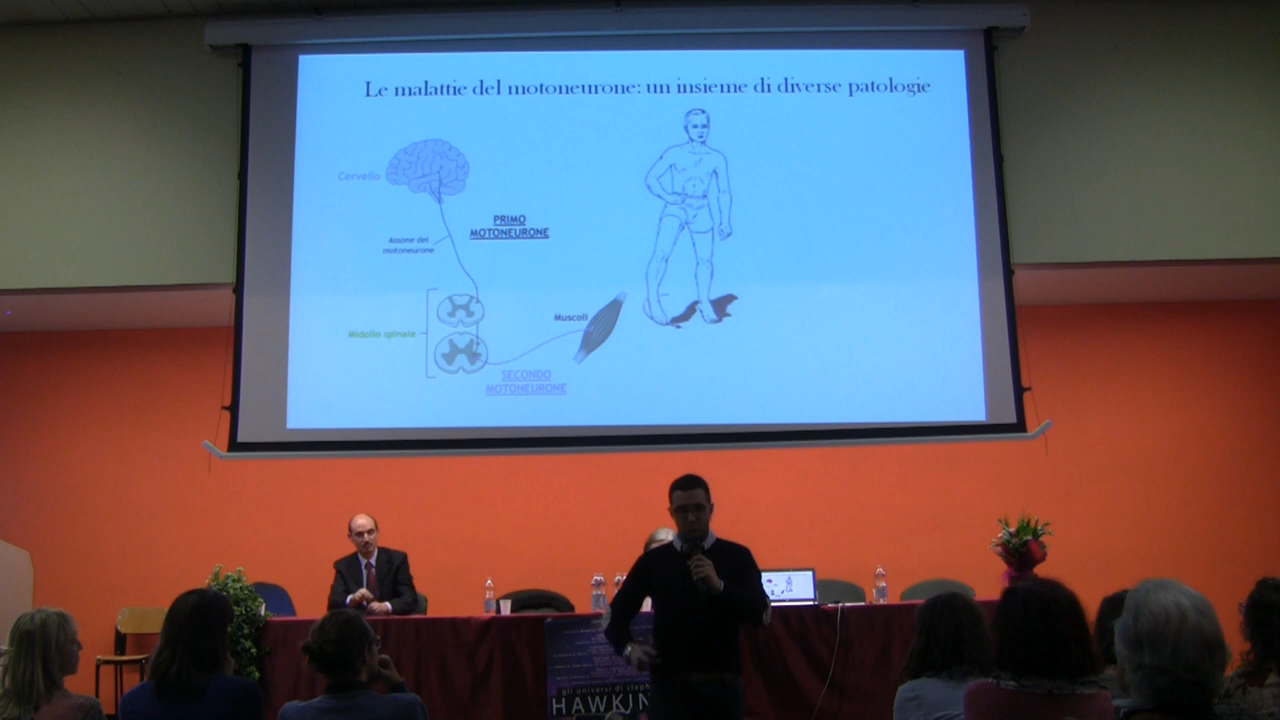 Le malattie del motoneurone: un insieme di diverse patologie
Cervello
PRIMO
MOTONEURONE
Assone del
motoneurone
Midollo spinale
Muscoli
SECONDO
MOTONEURONE
gli universi di steph
HAWKIN